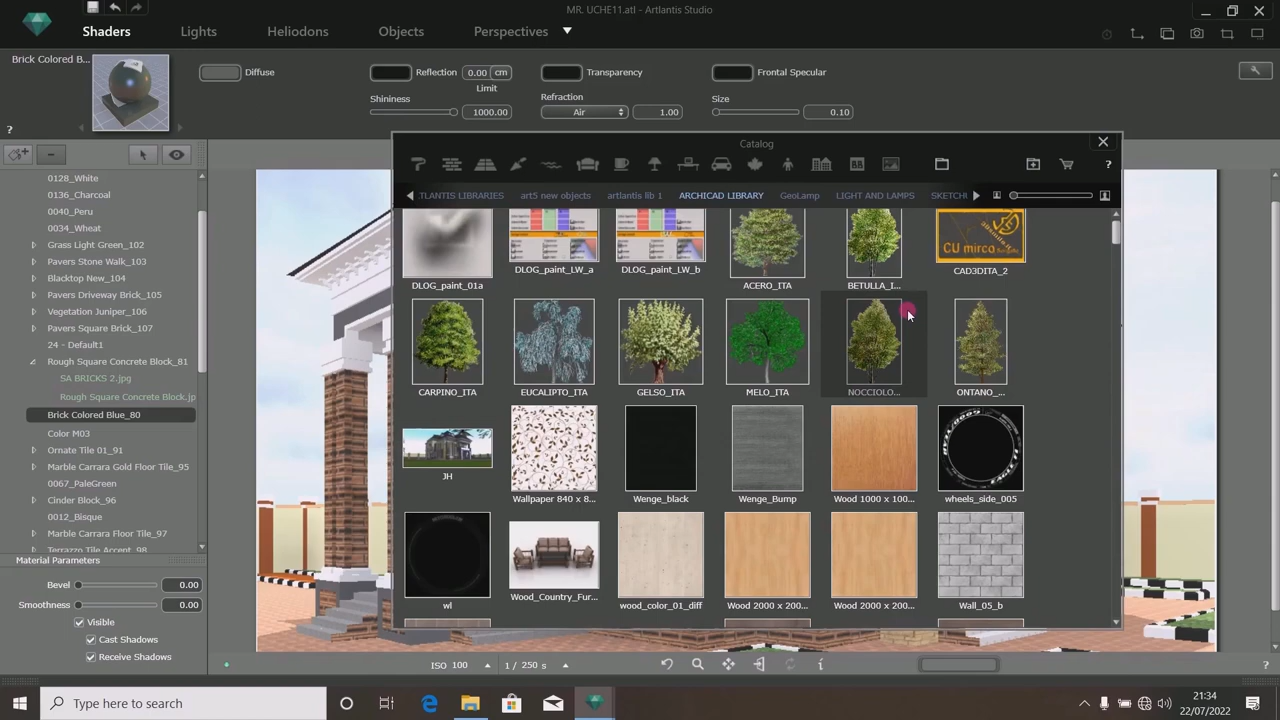 MR. UCHE11.atl - Artlantis Studio
Shaders Lights Heliodons Objects Perspectives
Brick Colored B...
Diffuse
Reflection 0.00 cm
Limit
Transparency
Frontal Specular
Shininess
1000.00
Refraction
Air 1.00
Size
0.10
?
Catalog
?
TLANTIS LIBRARIES art5 new objects artlantis lib 1 ARCHICAD LIBRARY GeoLamp LIGHT AND LAMPS SKETCHU
0128_White
0136_Charcoal
0040_Peru
0034_Wheat
Grass Light Green_102
Pavers Stone Walk_103
Blacktop New_104
Pavers Driveway Brick_105
Vegetation Juniper_106
Pavers Square Brick_107
24 - Default1
Rough Square Concrete Block_81
SA BRICKS 2.jpg
Rough Square Concrete Block.jp
Brick Colored Blue_80
Color M03
Ornate Tile 01_91
Marble Carrara Gold Floor Tile_95
0067_PaleGreen
Cinder Block_96
0012_Bisque
Marble Carrara Floor Tile_97
Terrazzo Tile Accent_98
Material Parameters
Bevel 0.00
Smoothness 0.00
Visible
Cast Shadows
Receive Shadows
CU mirco
DLOG_paint_01a
DLOG_paint_LW_a
DLOG_paint_LW_b
ACERO_ITA
BETULLA_I...
CAD3DITA_2
CARPINO_ITA
EUCALIPTO_ITA
GELSO_ITA
MELO_ITA
NOCCIOLO...
ONTANO_...
JH
Wallpaper 840 x 8...
Wenge_black
Wenge_Bump
Wood 1000 x 100...
wheels_side_005
wl
Wood_Country_Fur...
wood_color_01_diff
Wood 2000 x 200...
Wood 2000 x 200...
Wall_05_b
ISO 100 1 / 250 s
i
?
Type here to search
21:34
22/07/2022